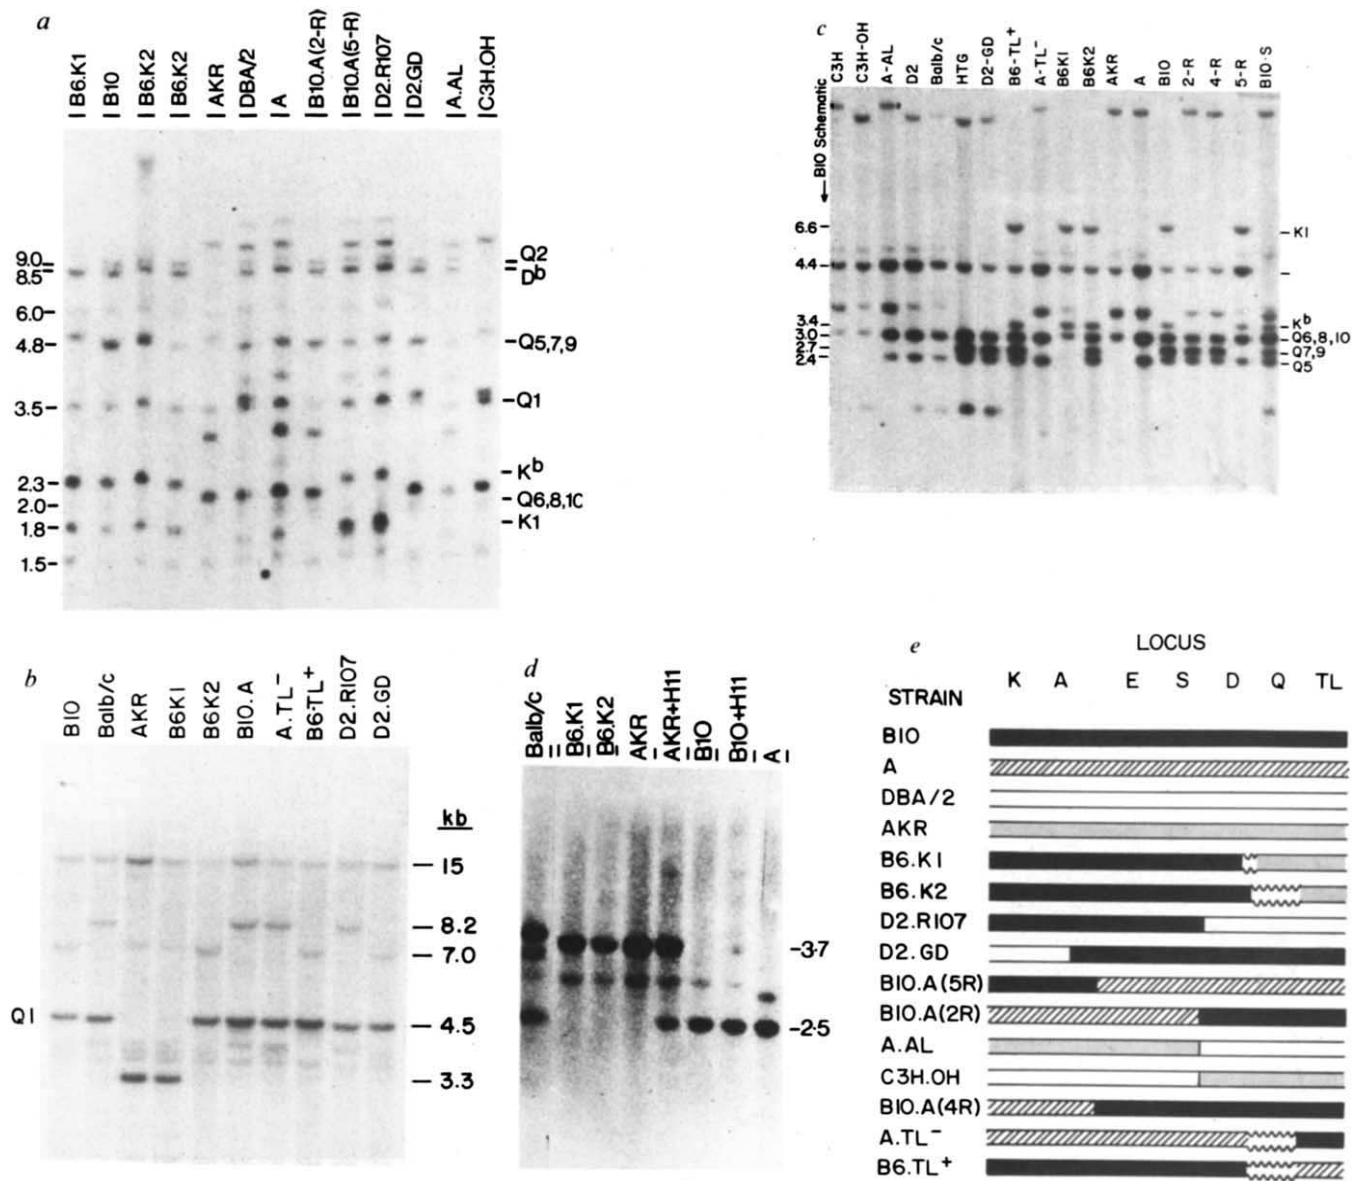 a
B6.K1
B10
B6.K2
B6.K2
AKR
DBA/2
A
B10.A(2-R)
B10.A(5-R)
D2.R107
D2.GD
A.AL
C3H.OH
9.0
8.5
6.0
4.8
3.5
2.3
2.0
1.8
1.5
Q2
Db
Q5,7,9
Q1
Kb
Q6,8,10
K1
c
B10 Schematic
C3H
C3H-OH
A-AL
D2
Balb/c
HTG
D2-GD
B6-TL+
A-TL-
B6K1
B6K2
AKR
A
B10
2-R
4-R
5-R
B10·S
6.6
4.4
3.4
3.0
2.7
2.4
K1
Kb
Q6,8,10
Q7,9
Q5
b
B10
Balb/c
AKR
B6K1
B6K2
B10.A
A.TL-
B6-TL+
D2.R107
D2.GD
kb
15
8.2
7.0
4.5
3.3
Q1
d
Balb/c
B6.K1
B6.K2
AKR
AKR+H11
B10
B10+H11
A
3·7
2·5
e
LOCUS
STRAIN K A E S D Q TL
B10
A
DBA/2
AKR
B6.K1
B6.K2
D2.R107
D2.GD
B10.A(5R)
B10.A(2R)
A.AL
C3H.OH
B10.A(4R)
A.TL-
B6.TL+